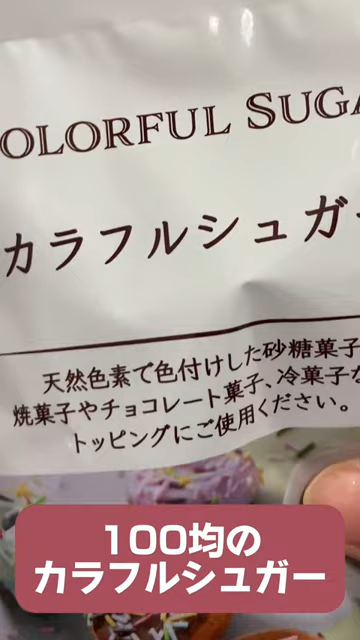 COLORFUL SUGA
カラフルシュガ
天然色素で色付けした砂糖菓子
焼菓子やチョコレート菓子、冷菓子な
トッピングにご使用ください。
100均の
カラフルシュガー